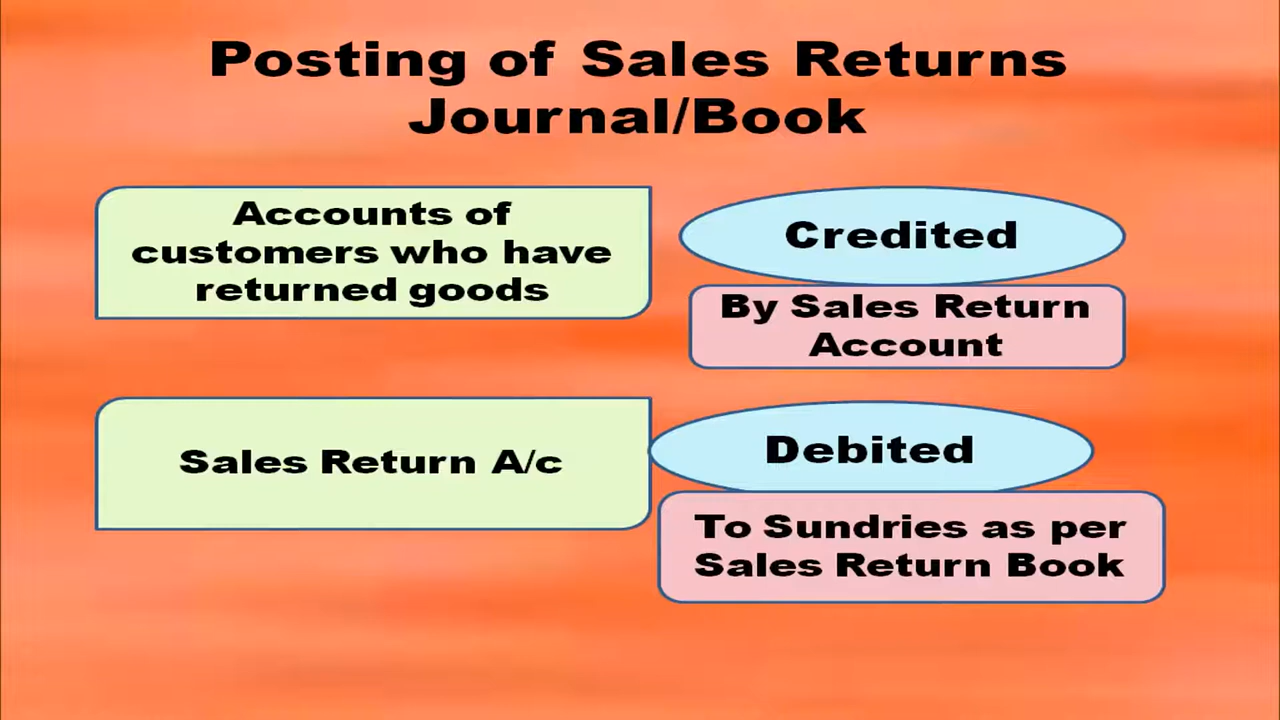 Posting of Sales Returns
Journal/Book
Accounts of
customers who have
returned goods
Credited
By Sales Return
Account
Sales Return A/c
Debited
To Sundries as per
Sales Return Book